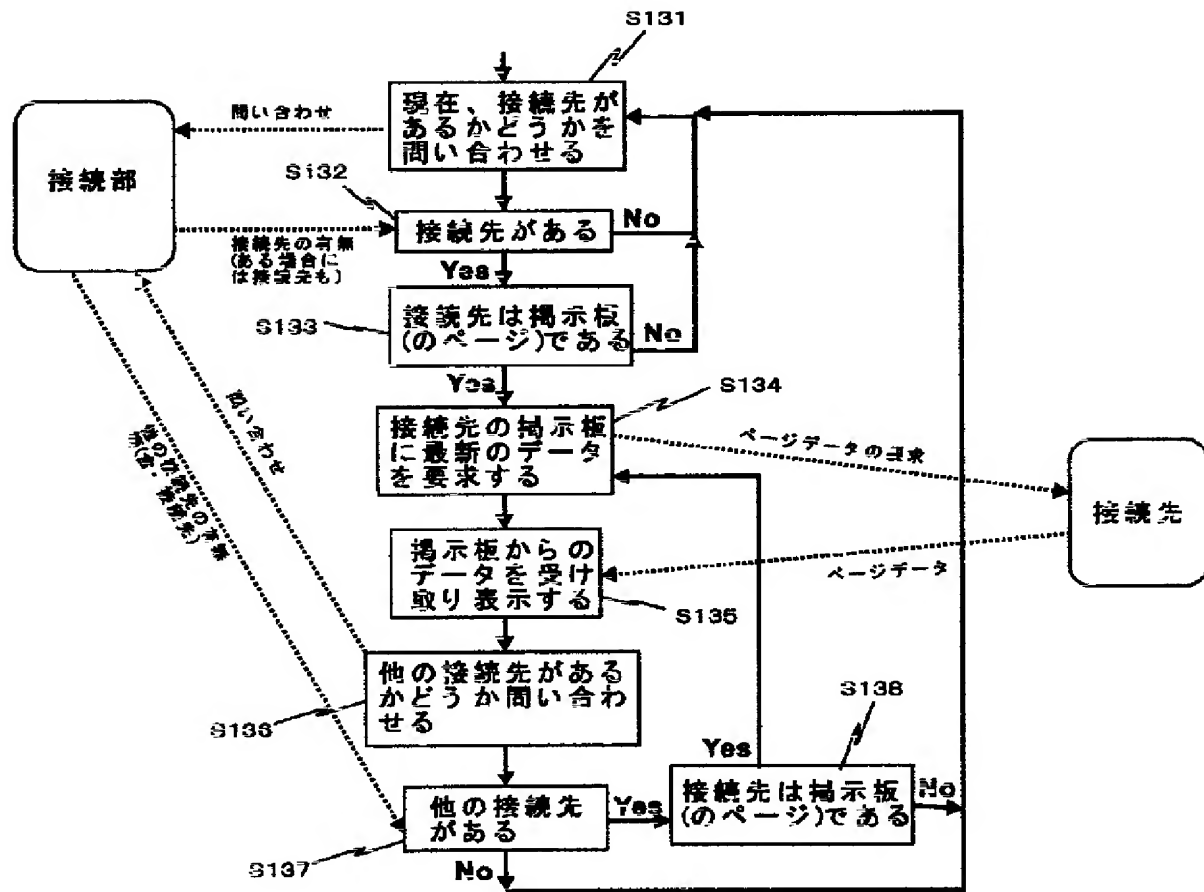 S131
現在、接続先が
あるかどうかを
問い合わせる
問い合わせ
接続部
S132
接続先がある
No
接続先の有無
(ある場合に
は接続先も)
Yes
S133
接続先は掲示板
(のページ)である
No
Yes
S134
接続先の掲示板
に最新のデータ
を要求する
ページデータの要求
接続先
問い合わせ
他の接続先の有無
掲示板からの
データを受け
取り表示する
ページデータ
S135
他の接続先がある
かどうか問い合わ
せる
S136
S138
Yes
接続先は掲示板
(のページ)である
No
他の接続先
がある
Yes
S137
No